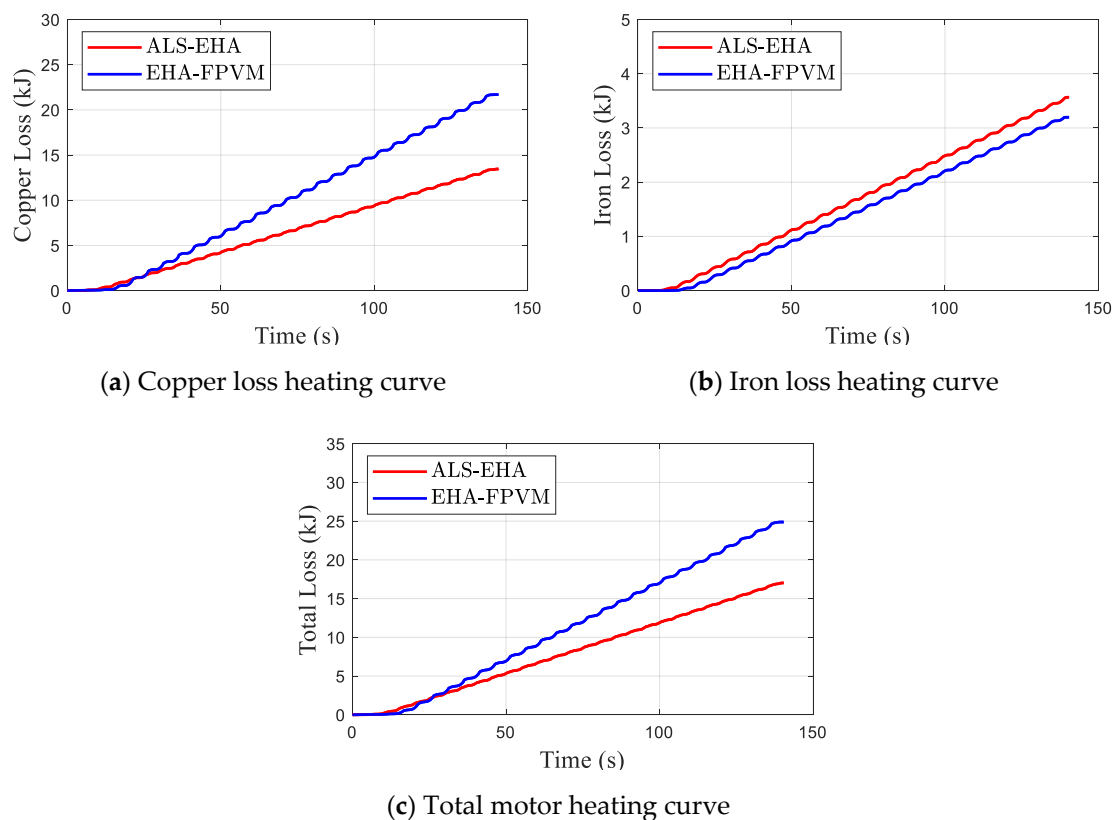 30
25
20
15
10
5
0
0
50
100
150
Copper Loss (kJ)
Time (s)
ALS-EHA
EHA-FPVM
(a) Copper loss heating curve
5
4
3
2
1
0
0
50
100
150
Iron Loss (kJ)
Time (s)
ALS-EHA
EHA-FPVM
(b) Iron loss heating curve
35
30
25
20
15
10
5
0
0
50
100
150
Total Loss (kJ)
Time (s)
ALS-EHA
EHA-FPVM
(c) Total motor heating curve